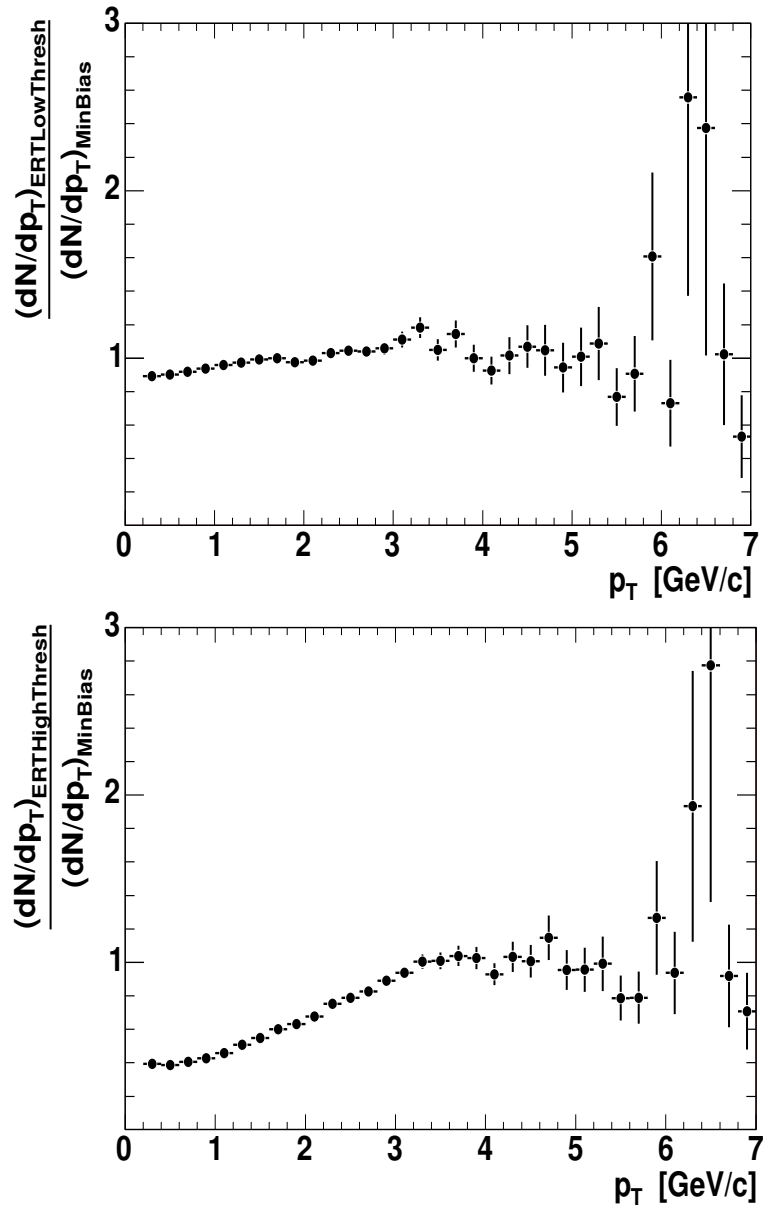 3
2
1
(dN/dp_T)_ERTLowThresh
(dN/dp_T)_MinBias
0 1 2 3 4 5 6 7
p_T [GeV/c]
3
2
1
(dN/dp_T)_ERTHighThresh
(dN/dp_T)_MinBias
0 1 2 3 4 5 6 7
p_T [GeV/c]